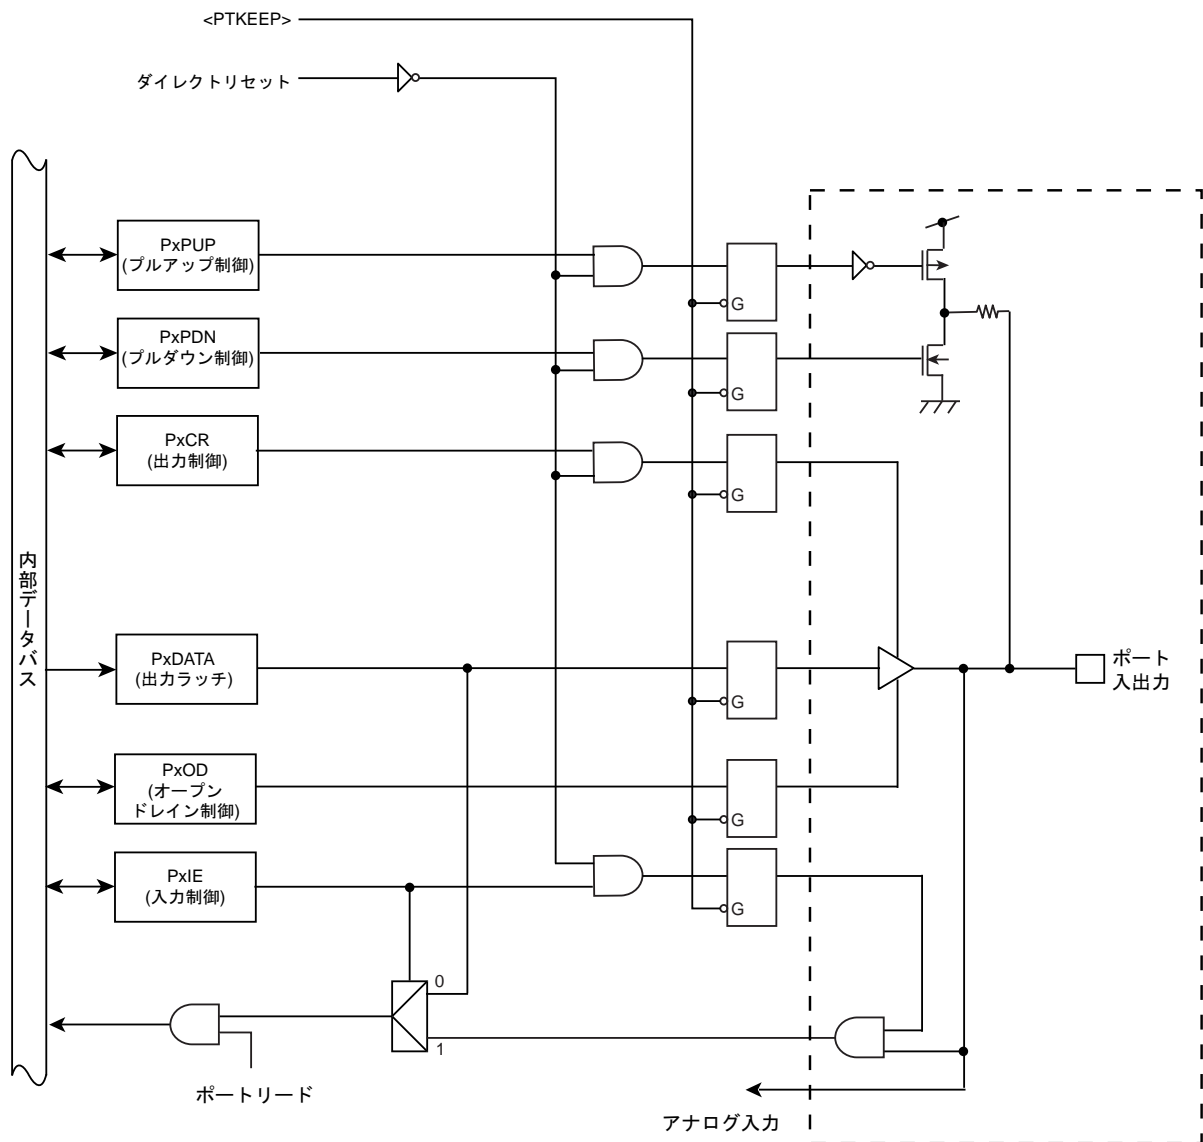 <PTKEEP>
ダイレクトリセット
PxPUP
(プルアップ制御)
G
PxPDN
(プルダウン制御)
G
PxCR
(出力制御)
G
内部データバス
PxDATA
(出力ラッチ)
G
ポート
入出力
PxOD
(オープン
ドレイン制御)
G
PxIE
(入力制御)
G
0
1
ポートリード
アナログ入力